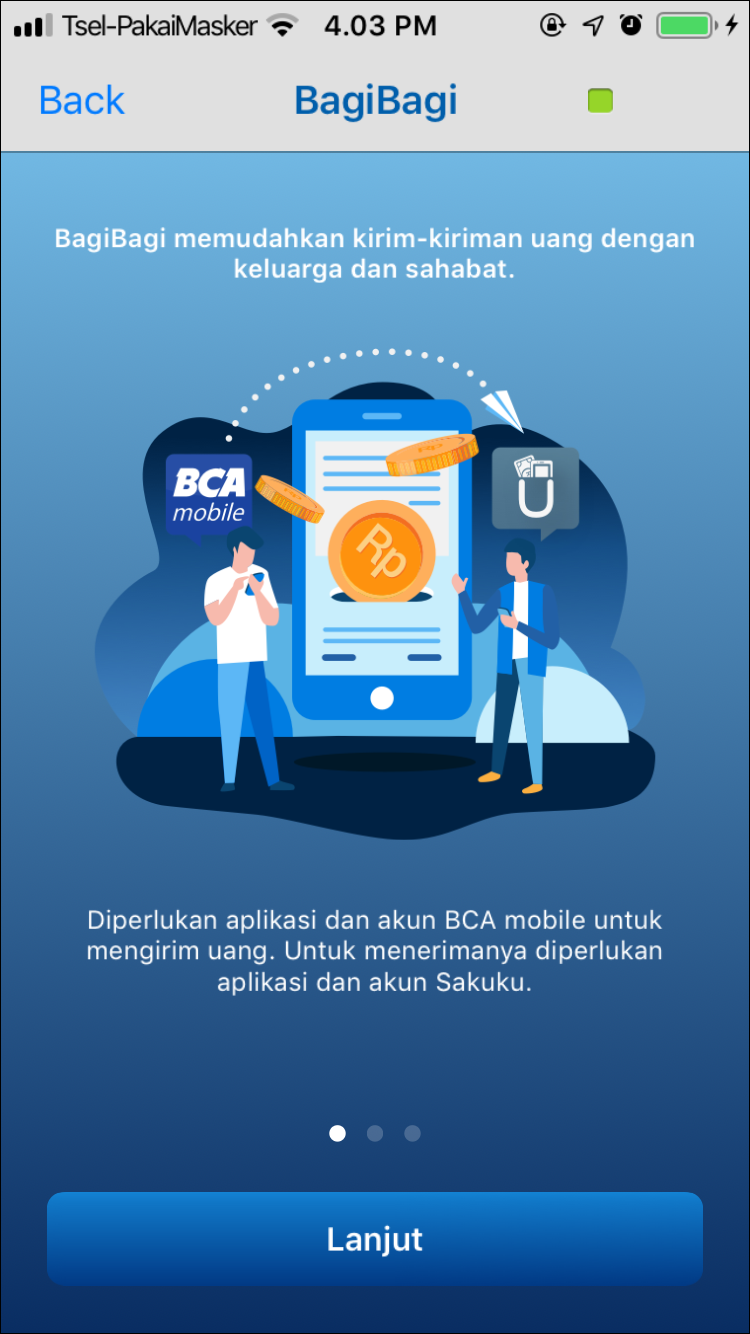 Tsel-PakaiMasker 4.03 PM
Back BagiBagi
BagiBagi memudahkan kirim-kiriman uang dengan
keluarga dan sahabat.
BCA
mobile
U
Rp
Diperlukan aplikasi dan akun BCA mobile untuk
mengirim uang. Untuk menerimanya diperlukan
aplikasi dan akun Sakuku.
Lanjut